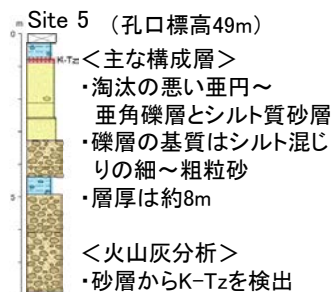 m Site 5 (孔口標高49m)
0
K-Tz
<主な構成層>
・淘汰の悪い亜円~
亜角礫層とシルト質砂層
・礫層の基質はシルト混じ
りの細~粗粒砂
5
・層厚は約8m
<火山灰分析>
・砂層からK-Tzを検出